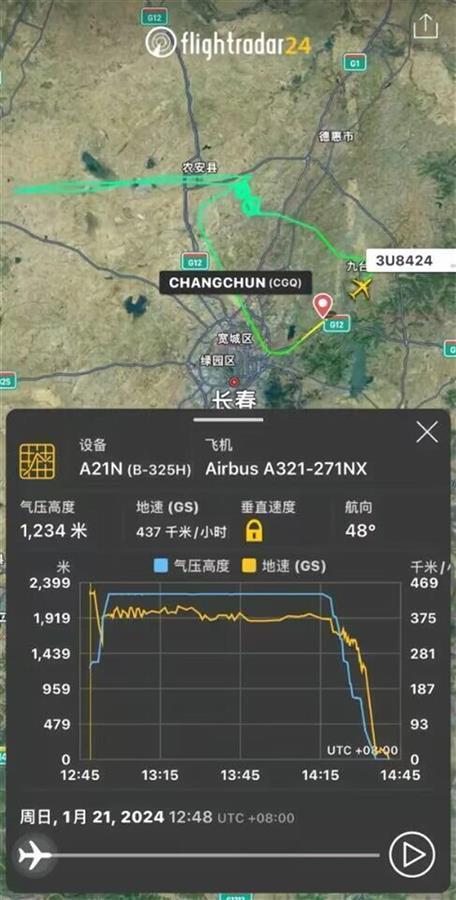 G12
flightradar24
G1
德惠市
农安县
G12
3U8424
九台
CHANGCHUN (CGQ)
G12
宽城区
绿园区
长春
设备
飞机
A21N (B-325H)
Airbus A321-271NX
气压高度
地速 (GS)
垂直速度
航向
1,234 米
437 千米/小时
48°
米
气压高度
地速 (GS)
千米/
2,399
469
1,919
375
1,439
281
959
187
479
93
0
UTC +08:00
0
12:45
13:15
13:45
14:15
14:45
周日, 1月 21, 2024 12:48 UTC +08:00